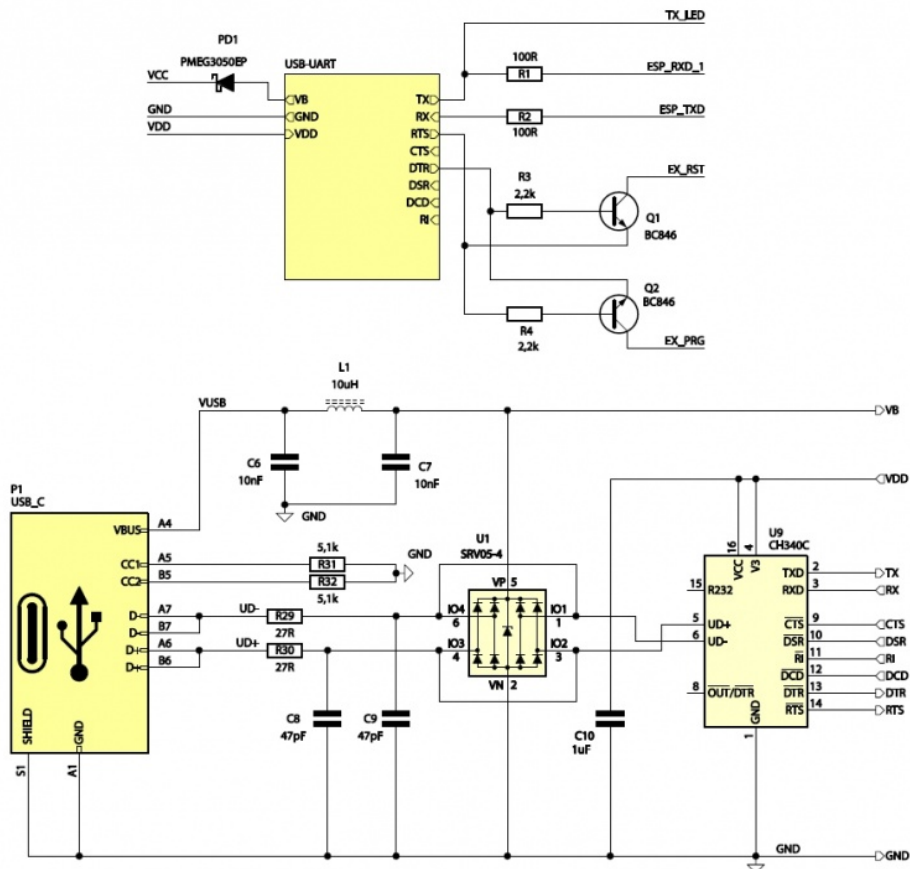 TX_LED
PD1
PMEG3050EP
USB-UART
100R
VCC
R1
ESP_RXD_1
VB
TX
GND
GND
RX
R2
ESP_TXD
VDD
VDD
RTS
100R
CTS
DTR
R3
EX_RST
DSR
2,2k
DCD
Q1
RI
BC846
Q2
BC846
R4
2,2k
EX_PRG
L1
10uH
VUSB
VB
C6
10nF
C7
10nF
P1
USB_C
GND
VDD
VBUS
A4
U1
SRV05-4
U9
CH340C
16
4
VCC
V3
CC1
A5
5,1k
R31
GND
CC2
B5
R32
5,1k
TXD
2
TX
15
R232
RXD
3
RX
VP
5
D-
A7
UD-
R29
IO4
IO1
6
1
D-
B7
27R
5
UD+
CTS
9
CTS
D+
A6
UD+
R30
IO3
IO2
4
3
6
UD-
DSR
10
DSR
D+
B6
27R
RI
11
RI
VN
2
DCD
12
DCD
8
OUT/DTR
DTR
13
DTR
RTS
14
RTS
GND
1
C8
47pF
C9
47pF
C10
1uF
SHIELD
GND
S1
A1
GND
GND